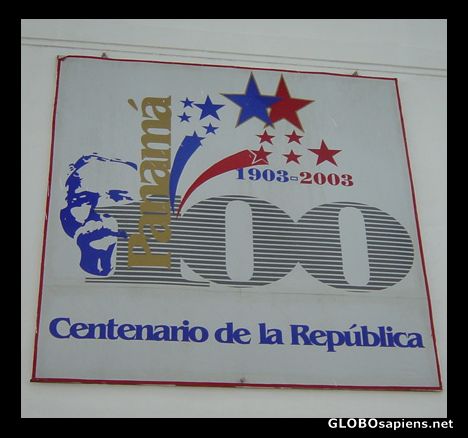 Panamá
1903-2003
100
Centenario de la República
GLOBOsapiens.net